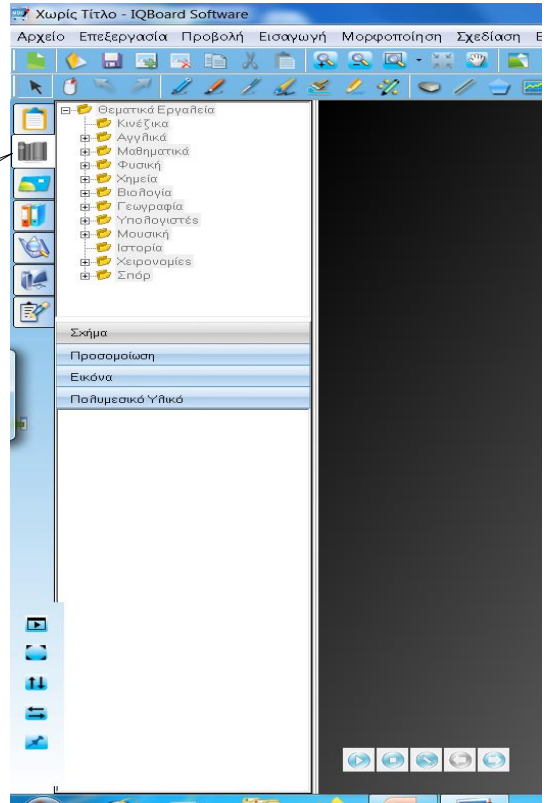 Χωρίς Τίτλο - IQBoard Software
Αρχείο Επεξεργασία Προβολή Εισαγωγή Μορφοποίηση Σχεδίαση Ε
Θεματικά Εργαλεία
Κινέζικα
Αγγλικά
Μαθηματικά
Φυσική
Χημεία
Βιολογία
Γεωγραφία
Υπολογιστές
Μουσική
Ιστορία
Χειρονομίες
Σπόρ
Σχήμα
Προσομοίωση
Εικόνα
Πολυμεσικό Υλικό